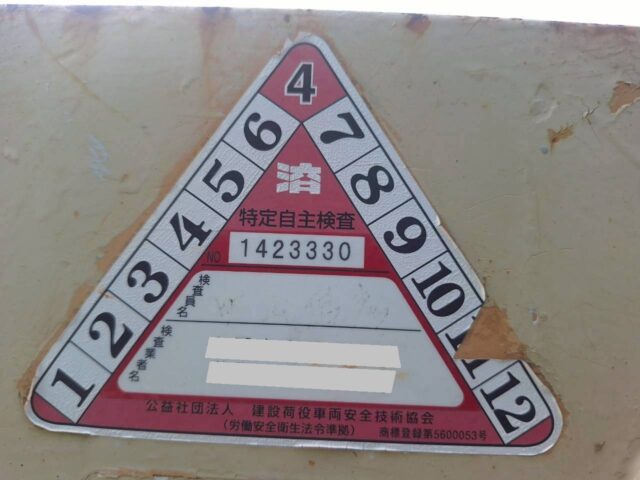 4
6
5
4
3
2
1
7
8
9
10
11
12
溶
特定自主検査
NO 1423330
検査員名
検査業者名
公益社団法人 建設荷役車両安全技術協会
(労働安全衛生法令準拠)
商標登録第5600053号